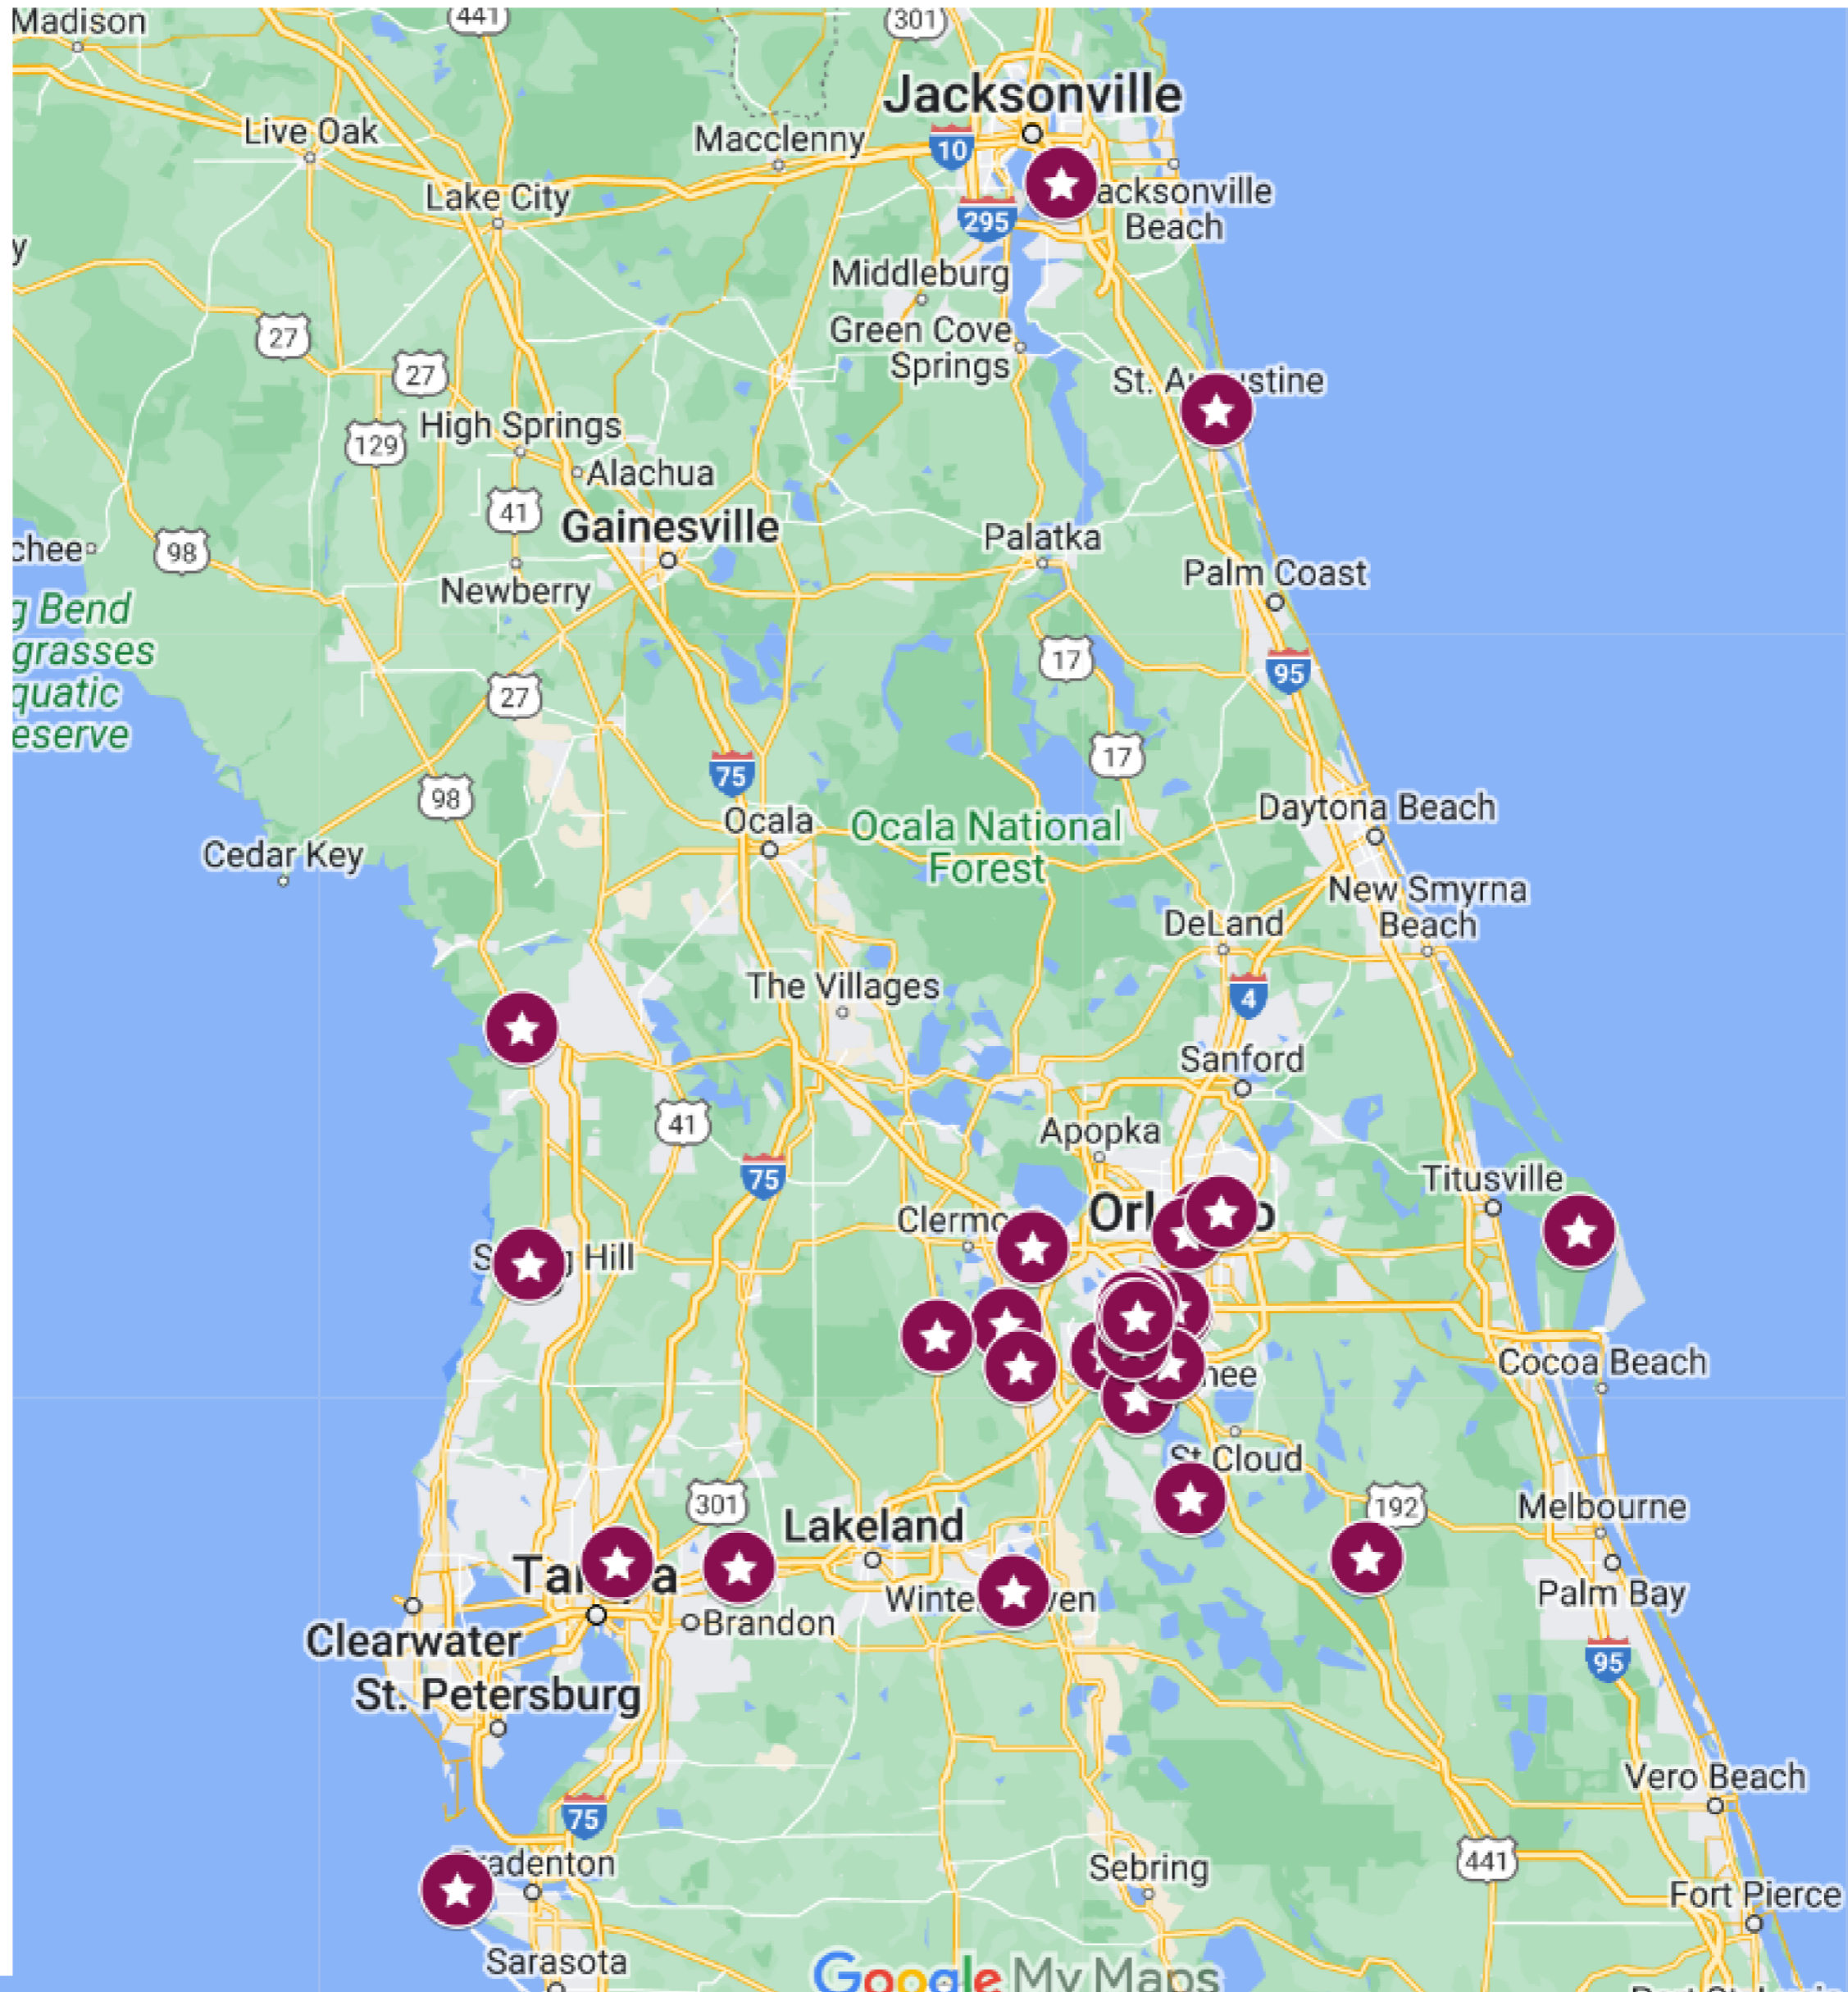 Madison
441
301
Jacksonville
Live Oak
Macclenny
10
Lake City
acksonville
Beach
295
y
Middleburg
27
Green Cove
Springs
27
St. A
ustine
129
High Springs
Alachua
41
Gainesville
chee
98
Palatka
Newberry
Palm Coast
g Bend
grasses
quatic
eserve
17
95
27
75
17
98
Ocala
Ocala National
Forest
Daytona Beach
Cedar Key
New Smyrna
Beach
DeLand
The Villages
4
Sanford
41
Apopka
75
Titusville
Clermo
Orl
o
S
Hill
Cocoa Beach
nee
St Cloud
301
Lakeland
192
Melbourne
Ta
a
Winte
ven
Palm Bay
Brandon
Clearwater
St. Petersburg
95
Vero Beach
75
radenton
Sebring
441
Fort Pierce
Sarasota
Google My Maps